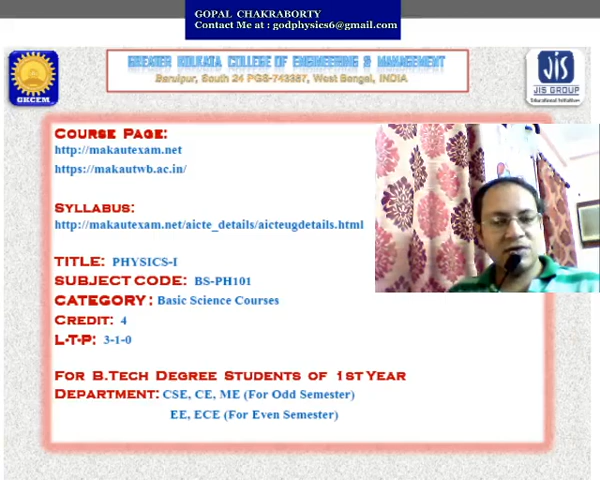 GOPAL CHAKRABORTY
Contact Me at : godphysics6@gmail.com
GREATER KOLKATA COLLEGE OF ENGINEERING & MANAGEMENT
Baruipur, South 24 PGS-743387, West Bengal, INDIA
GKCEM
JIS
JIS GROUP
Educational Initiatives
COURSE PAGE:
http://makautexam.net
https://makautwb.ac.in/
SYLLABUS:
http://makautexam.net/aicte_details/aicteugdetails.html
TITLE: PHYSICS-I
SUBJECT CODE: BS-PH101
CATEGORY : Basic Science Courses
CREDIT: 4
L-T-P: 3-1-0
FOR B.TECH DEGREE STUDENTS OF 1ST YEAR
DEPARTMENT: CSE, CE, ME (For Odd Semester)
EE, ECE (For Even Semester)